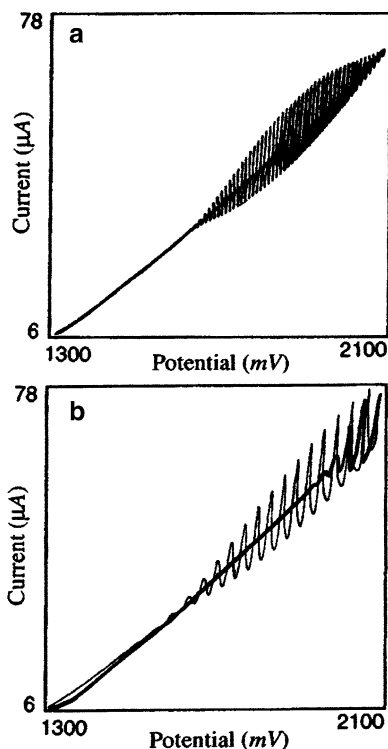 78
a
Current (μA)
6
1300
2100
Potential (mV)
78
b
Current (μA)
6
1300
2100
Potential (mV)